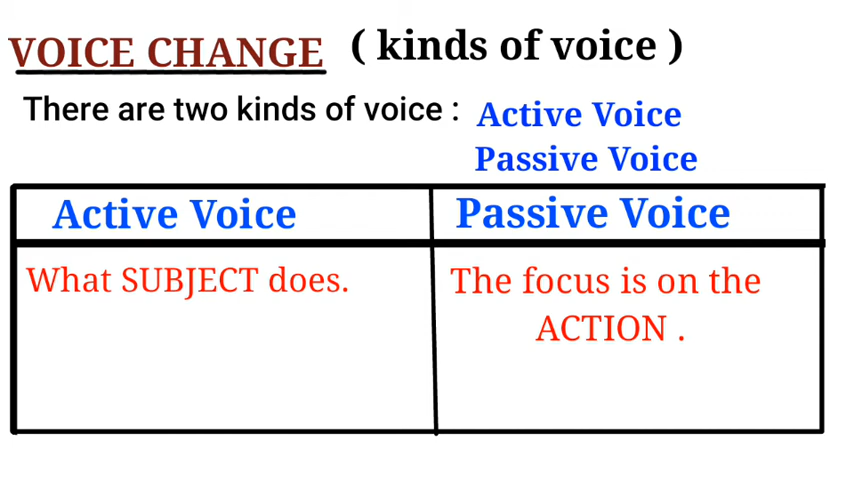 VOICE CHANGE ( kinds of voice )
There are two kinds of voice : Active Voice
Passive Voice
Active Voice Passive Voice
What SUBJECT does. The focus is on the
ACTION .